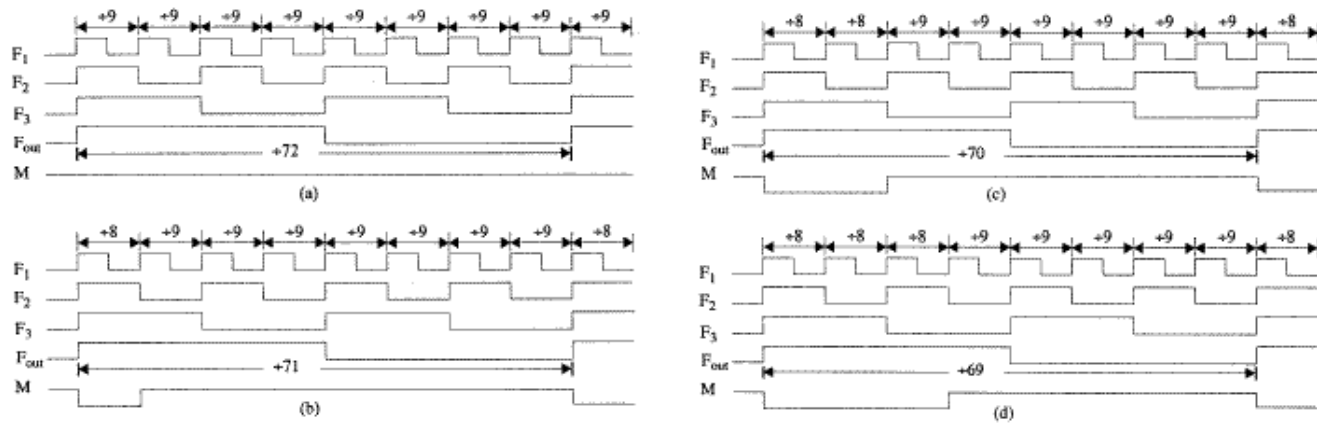 ÷9 ÷9 ÷9 ÷9 ÷9 ÷9 ÷9 ÷9 ÷9
F1
F2
F3
Fout
÷72
M
(a)
÷8 ÷9 ÷9 ÷9 ÷9 ÷9 ÷9 ÷9 ÷8
F1
F2
F3
Fout
÷71
M
(b)
÷8 ÷8 ÷9 ÷9 ÷9 ÷9 ÷9 ÷9 ÷8
F1
F2
F3
Fout
÷70
M
(c)
÷8 ÷8 ÷8 ÷9 ÷9 ÷9 ÷9 ÷9 ÷8
F1
F2
F3
Fout
÷69
M
(d)